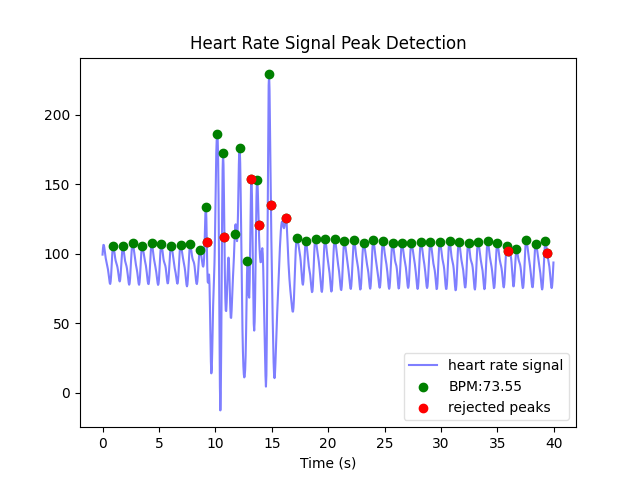 Heart Rate Signal Peak Detection
200
150
100
50
0
heart rate signal
BPM:73.55
rejected peaks
0 5 10 15 20 25 30 35 40
Time (s)